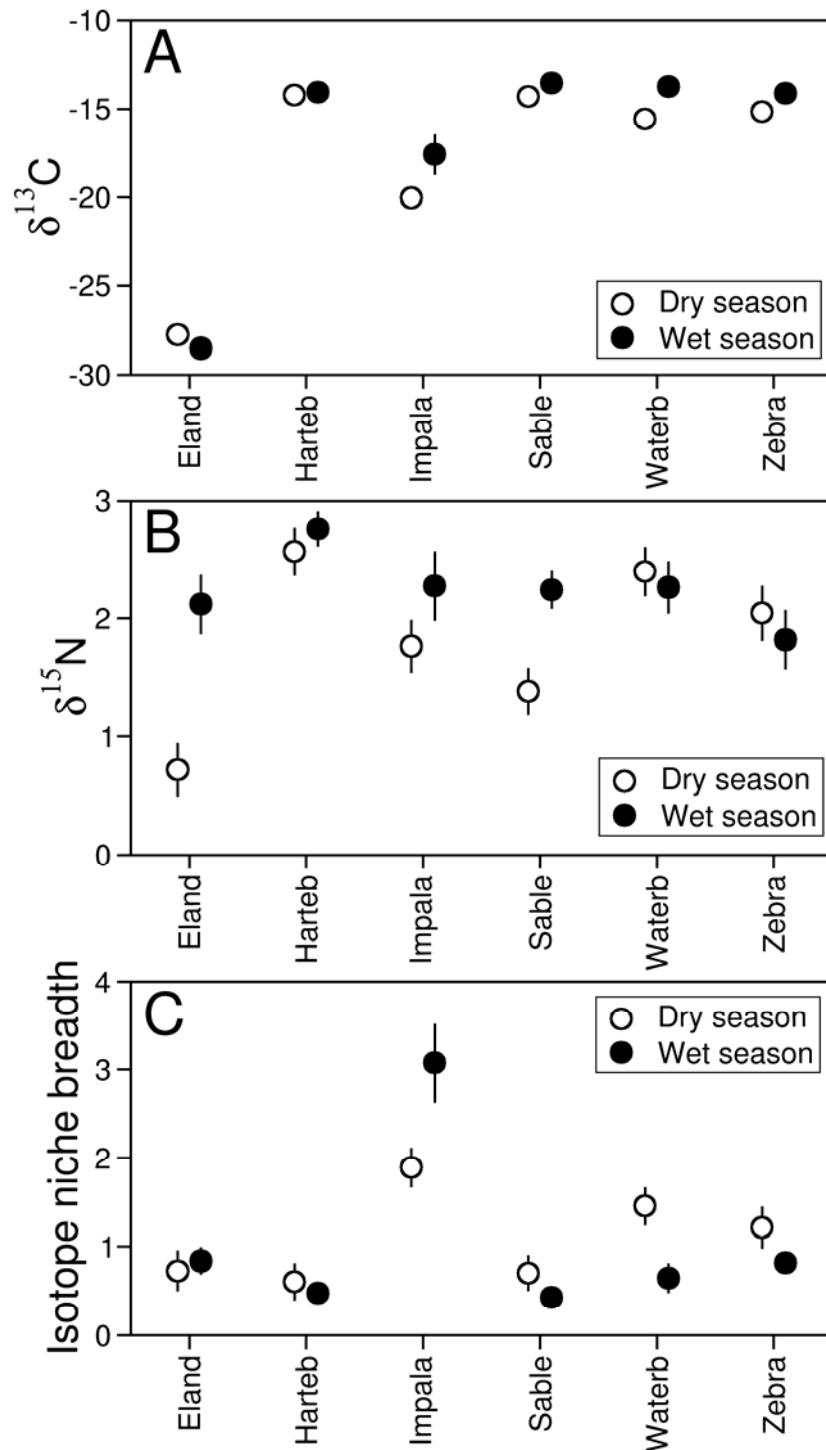 A
δ13C
-10
-15
-20
-25
-30
Dry season
Wet season
Eland
Harteb
Impala
Sable
Waterb
Zebra
B
δ15N
3
2
1
0
Dry season
Wet season
Eland
Harteb
Impala
Sable
Waterb
Zebra
C
Isotope niche breadth
4
3
2
1
0
Dry season
Wet season
Eland
Harteb
Impala
Sable
Waterb
Zebra